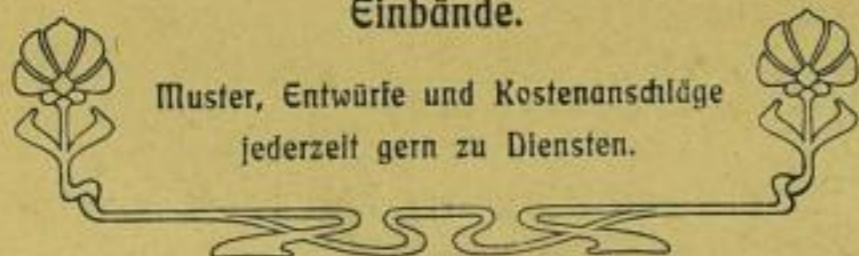 Einbände.
Muster, Entwürfe und Kostenanschläge
jederzeit gern zu Diensten.